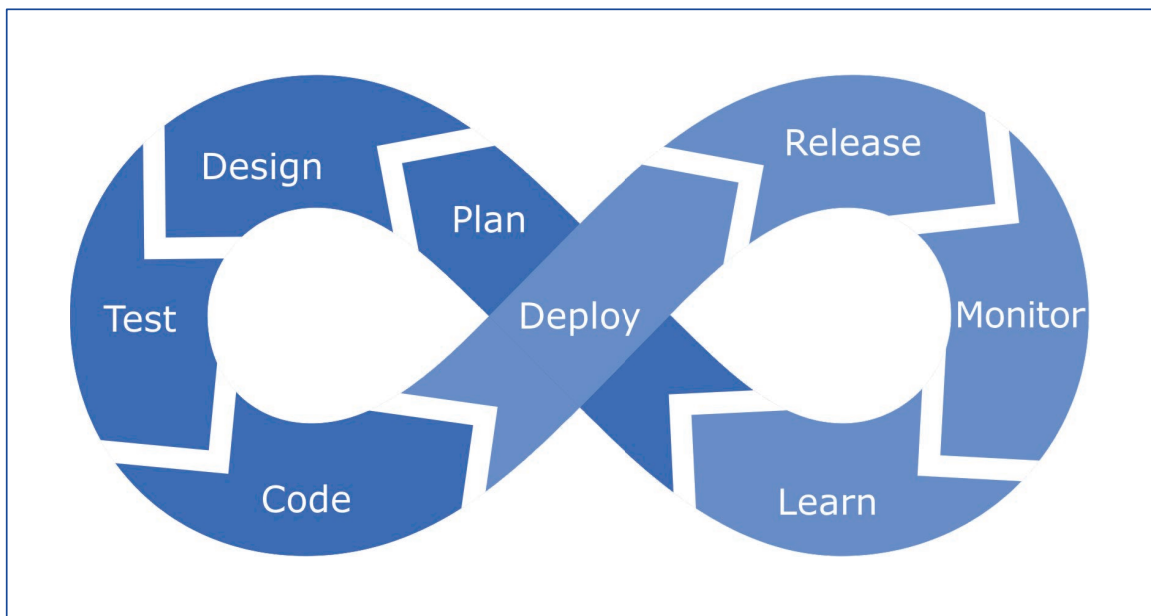 Design
Plan
Release
Test
Deploy
Monitor
Code
Learn